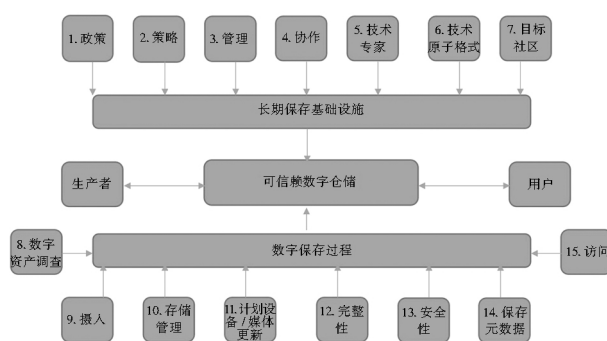 1. 政策
2. 策略
3. 管理
4. 协作
5. 技术
专家
6. 技术
原子格式
7. 目标
社区
长期保存基础设施
生产者
可信赖数字仓储
用户
8. 数字
资产调查
数字保存过程
15. 访问
9. 摄入
10. 存储
管理
11. 计划设
备/媒体
更新
12. 完整
性
13. 安全
性
14. 保存
元数据